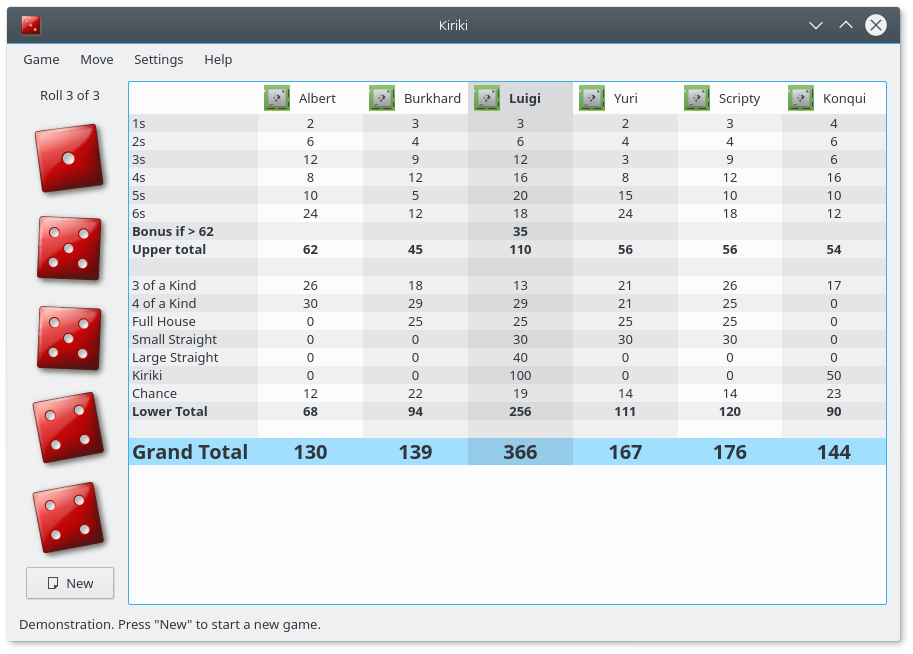 Kiriki
Game Move Settings Help
Roll 3 of 3
Albert Burkhard Luigi Yuri Scripty Konqui
1s 2 3 3 2 3 4
2s 6 4 6 4 4 6
3s 12 9 12 3 9 6
4s 8 12 16 8 12 16
5s 10 5 20 15 10 10
6s 24 12 18 24 18 12
Bonus if > 62 35
Upper total 62 45 110 56 56 54
3 of a Kind 26 18 13 21 26 17
4 of a Kind 30 29 29 21 25 0
Full House 0 25 25 25 25 0
Small Straight 0 0 30 30 30 0
Large Straight 0 0 40 0 0 0
Kiriki 0 0 100 0 0 50
Chance 12 22 19 14 14 23
Lower Total 68 94 256 111 120 90
Grand Total 130 139 366 167 176 144
New
Demonstration. Press "New" to start a new game.